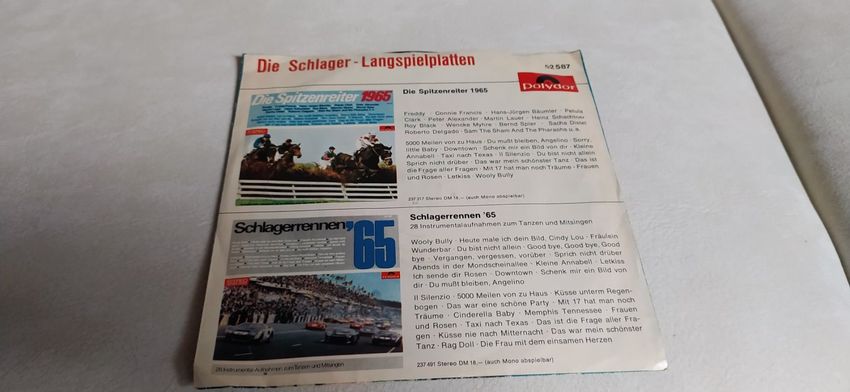 Die Schlager-Langspielplatten
52587
Polydor
Die Spitzenreiter 1965
Die Spitzenreiter 1965
Freddy · Connie Francis · Hans-Jürgen Bäumler · Petula
Clark · Peter Alexander · Martin Lauer · Heinz Schachtner
Roy Black · Wencke Myhre · Bernd Spier · Sacha Distel
Roberto Delgado · Sam The Sham And The Pharaohs u. a.
5000 Meilen von zu Haus · Du mußt bleiben, Angelino · Sorry,
little Baby · Downtown · Schenk mir ein Bild von dir · Kleine
Annabell · Taxi nach Texas · Il Silenzio · Du bist nicht allein
Sprich nicht drüber · Das war mein schönster Tanz · Das ist
die Frage aller Fragen · Mit 17 hat man noch Träume · Frauen
und Rosen · Letkiss · Wooly Bully
237 317 Stereo DM 18,— (auch Mono abspielbar)
Schlagerrennen '65
Schlagerrennen '65
28 Instrumentalaufnahmen zum Tanzen und Mitsingen
Wooly Bully · Heute male ich dein Bild, Cindy Lou · Fräulein
Wunderbar · Du bist nicht allein · Good bye, Good bye, Good
bye · Vergangen, vergessen, vorüber · Sprich nicht drüber
Abends in der Mondscheinallee · Kleine Annabell · Letkiss
Ich sende dir Rosen · Downtown · Schenk mir ein Bild von
dir · Du mußt bleiben, Angelino
Il Silenzio · 5000 Meilen von zu Haus · Küsse unterm Regen-
bogen · Das war eine schöne Party · Mit 17 hat man noch
Träume · Cinderella Baby · Memphis Tennessee · Frauen
und Rosen · Taxi nach Texas · Das ist die Frage aller Fra-
gen · Küsse nie nach Mitternacht · Das war mein schönster
Tanz · Rag Doll · Die Frau mit dem einsamen Herzen
28 Instrumental-Aufnahmen zum Tanzen und Mitsingen
237 491 Stereo DM 18,— (auch Mono abspielbar)